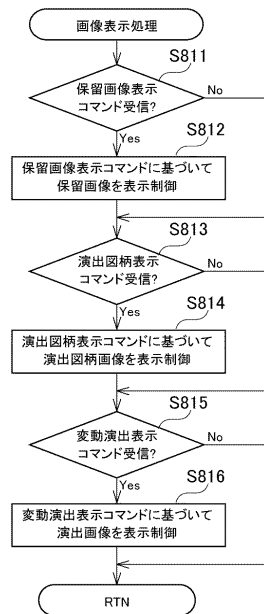 画像表示処理
S811
保留画像表示
コマンド受信?
No
Yes
S812
保留画像表示コマンドに基づいて
保留画像を表示制御
S813
演出図柄表示
コマンド受信?
No
Yes
S814
演出図柄表示コマンドに基づいて
演出図柄画像を表示制御
S815
変動演出表示
コマンド受信?
No
Yes
S816
変動演出表示コマンドに基づいて
演出画像を表示制御
RTN